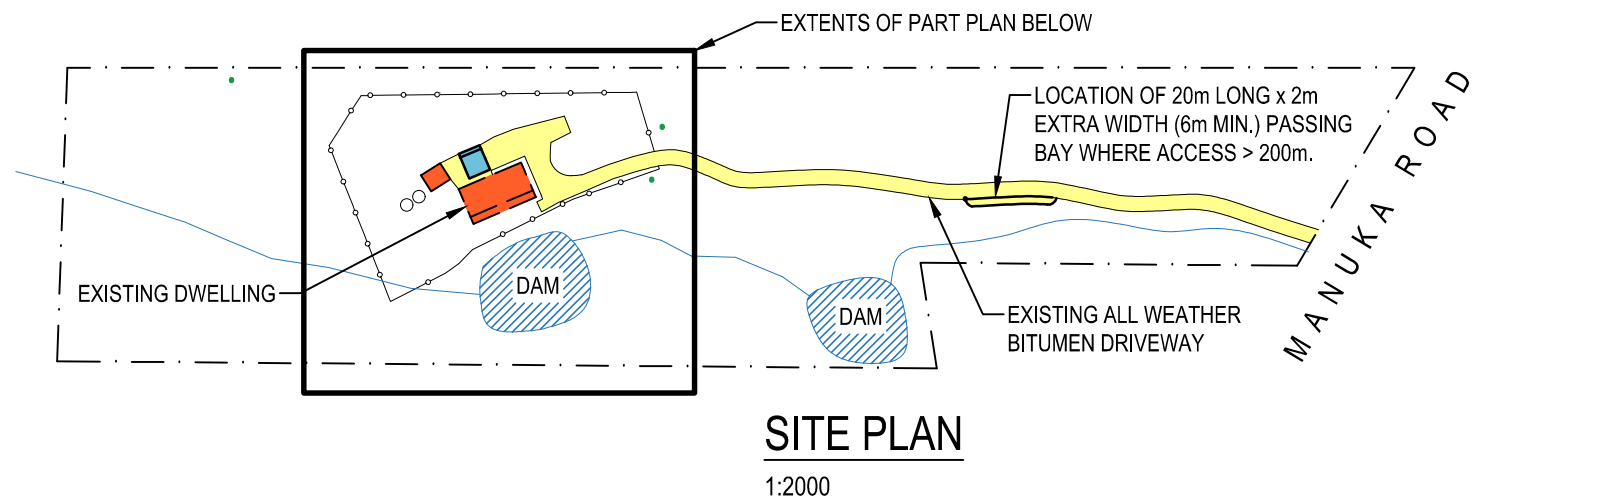 EXTENTS OF PART PLAN BELOW
LOCATION OF 20m LONG x 2m
EXTRA WIDTH (6m MIN.) PASSING
BAY WHERE ACCESS > 200m.
MANUKA ROAD
EXISTING DWELLING
DAM
DAM
EXISTING ALL WEATHER
BITUMEN DRIVEWAY
SITE PLAN
1:2000